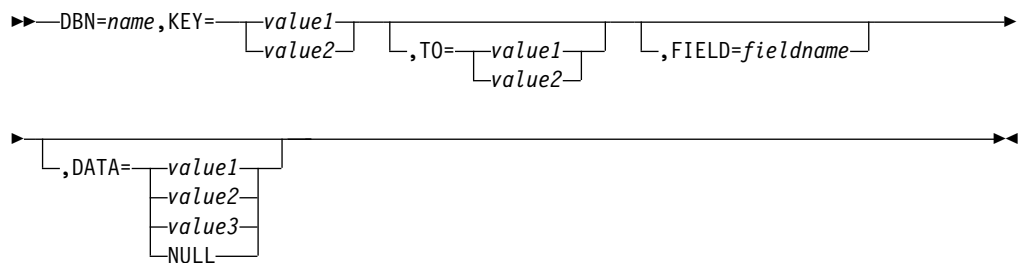 DBN=name,KEY= value1
value2
,TO= value1
value2
,FIELD=fieldname
,DATA= value1
value2
value3
NULL